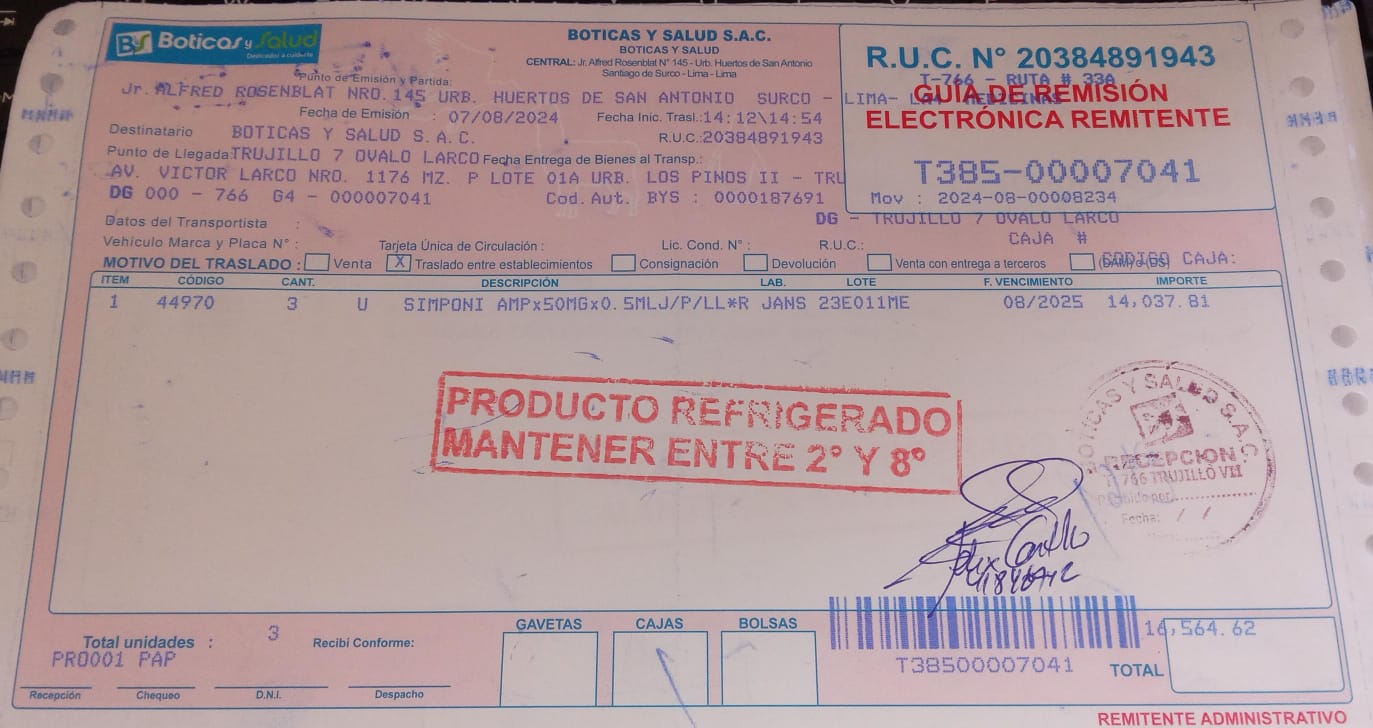 BS Boticas y Salud
Dedicados a cuidarte
BOTICAS Y SALUD S.A.C.
BOTICAS Y SALUD
CENTRAL: Jr. Alfred Rosenblat N° 145 - Urb. Huertos de San Antonio
Santiago de Surco - Lima - Lima
R.U.C. N° 20384891943
T-766 - RUTA # 33A
GUÍA DE REMISIÓN
ELECTRÓNICA REMITENTE
T385-00007041
Mov : 2024-08-00008234
Punto de Emisión y Partida:
Jr. ALFRED ROSENBLAT NRO.145 URB. HUERTOS DE SAN ANTONIO SURCO - LIMA-
Fecha de Emisión : 07/08/2024 Fecha Inic. Trasl.:14:12\14:54
Destinatario BOTICAS Y SALUD S.A.C. R.U.C.:20384891943
Punto de Llegada:TRUJILLO 7 OVALO LARCO Fecha Entrega de Bienes al Transp.:
AV. VICTOR LARCO NRO. 1176 MZ. P LOTE 01A URB. LOS PINOS II - TRU
DG 000 - 766 G4 - 000007041 Cod.Aut. BYS : 0000187691
DG - TRUJILLO 7 OVALO LARCO
Datos del Transportista :
CAJA #
Vehículo Marca y Placa N° : Tarjeta Única de Circulación : Lic. Cond. N° : R.U.C.:
MOTIVO DEL TRASLADO : Venta X Traslado entre establecimientos Consignación Devolución Venta con entrega a terceros CAJA:
ITEM CÓDIGO CANT. DESCRIPCIÓN LAB. LOTE F. VENCIMIENTO IMPORTE
1 44970 3 U SIMPONI AMPx50MGx0.5MLJ/P/LL*R JANS 23E011ME 08/2025 14,037.81
PRODUCTO REFRIGERADO
MANTENER ENTRE 2° Y 8°
BOTICAS Y SALUD S.A.C.
RECEPCION
T 766 TRUJILLO VII
Recibido por:
Fecha: / /
Total unidades : 3 Recibí Conforme:
PRO001 PAP
GAVETAS CAJAS BOLSAS
T38500007041
16,564.62
TOTAL
Recepción Chequeo D.N.I. Despacho
REMITENTE ADMINISTRATIVO